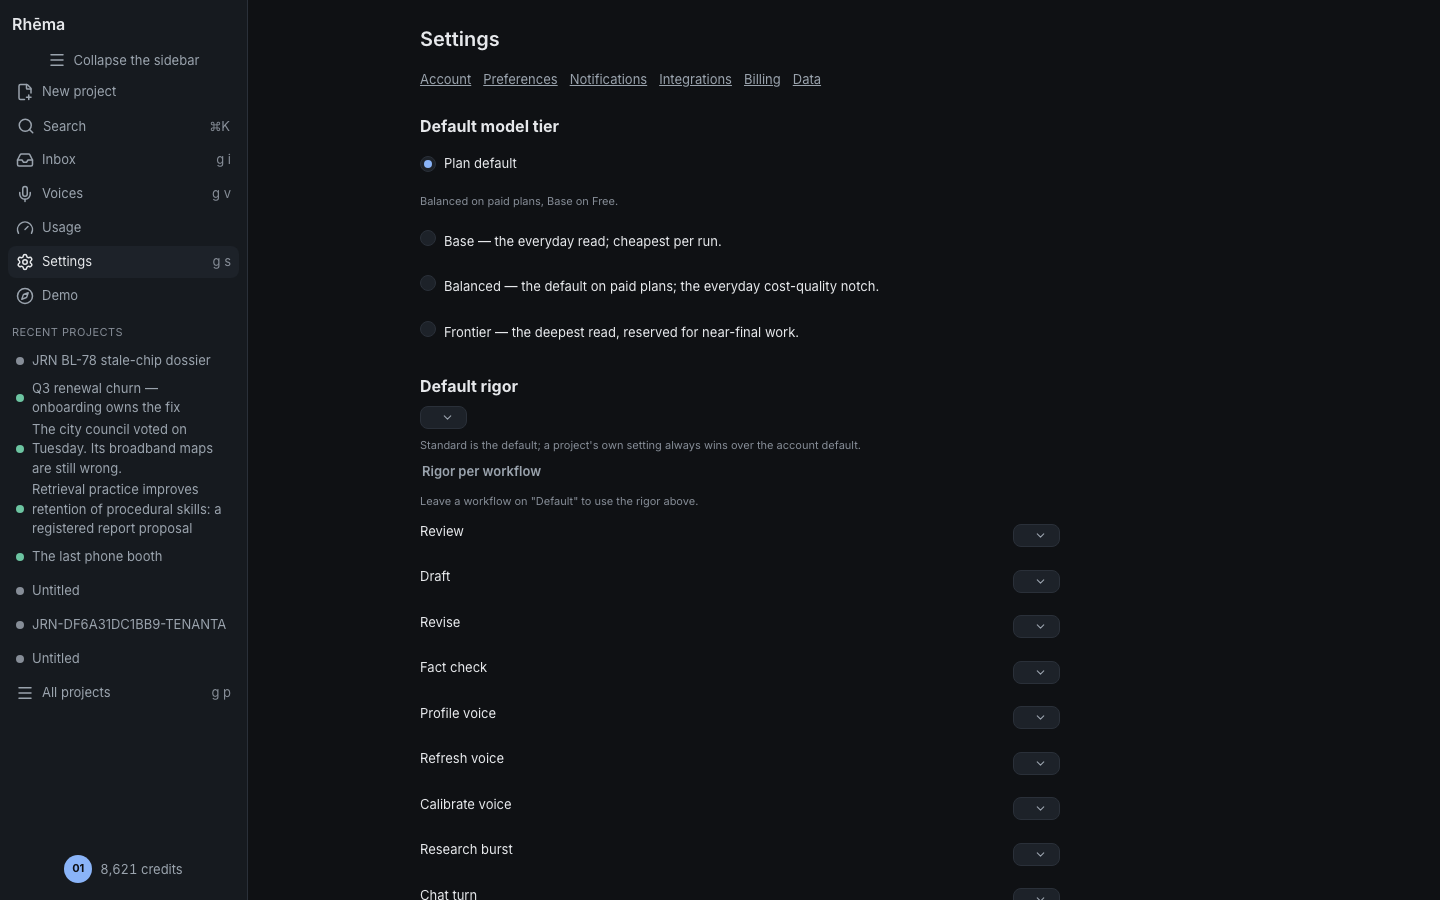 Rhēma
Collapse the sidebar
New project
Search ⌘K
Inbox g i
Voices g v
Usage
Settings g s
Demo
RECENT PROJECTS
JRN BL-78 stale-chip dossier
Q3 renewal churn —
onboarding owns the fix
The city council voted on
Tuesday. Its broadband maps
are still wrong.
Retrieval practice improves
retention of procedural skills: a
registered report proposal
The last phone booth
Untitled
JRN-DF6A31DC1BB9-TENANTA
Untitled
All projects g p
01 8,621 credits
Settings
Account Preferences Notifications Integrations Billing Data
Default model tier
Plan default
Balanced on paid plans, Base on Free.
Base — the everyday read; cheapest per run.
Balanced — the default on paid plans; the everyday cost-quality notch.
Frontier — the deepest read, reserved for near-final work.
Default rigor
Standard is the default; a project's own setting always wins over the account default.
Rigor per workflow
Leave a workflow on "Default" to use the rigor above.
Review
Draft
Revise
Fact check
Profile voice
Refresh voice
Calibrate voice
Research burst
Chat turn